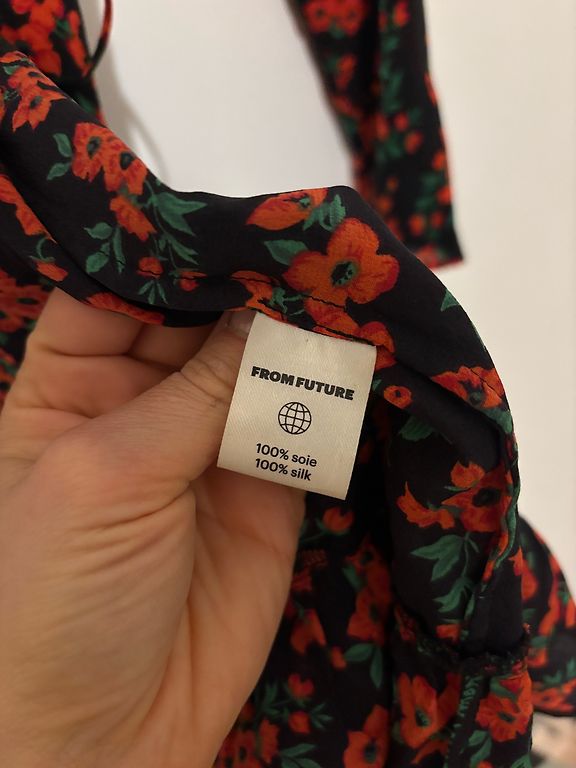 FROM FUTURE
100% soie
100% silk